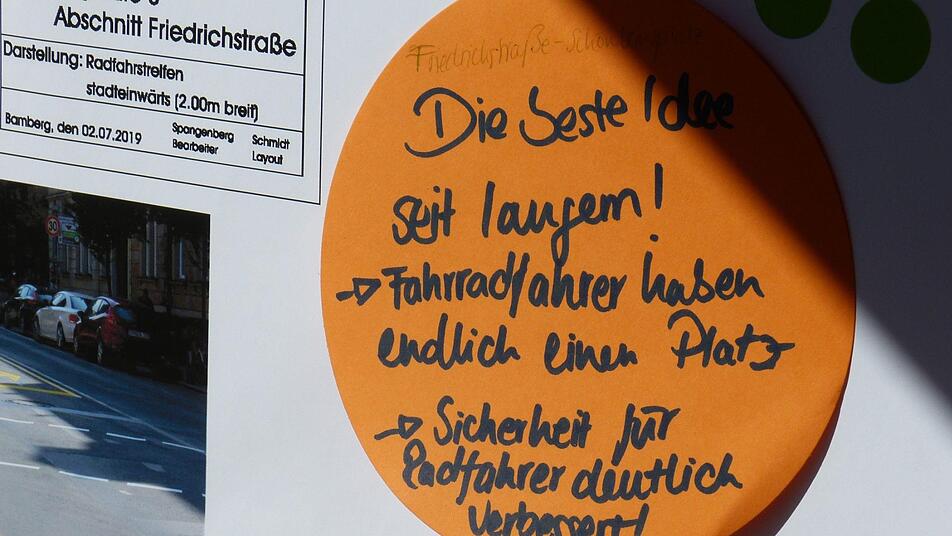 Abschnitt Friedrichstraße
Darstellung: Radfahrstreifen
stadteinwärts (2.00m breit)
Bamberg, den 02.07.2019
Spangenberg
Bearbeiter
Schmidt
Layout
30
Friedrichstraße-
Die beste Idee
seit langem!
→ Fahrradfahrer haben
endlich einen Platz
→ Sicherheit für
Radfahrer deutlich
verbessert!